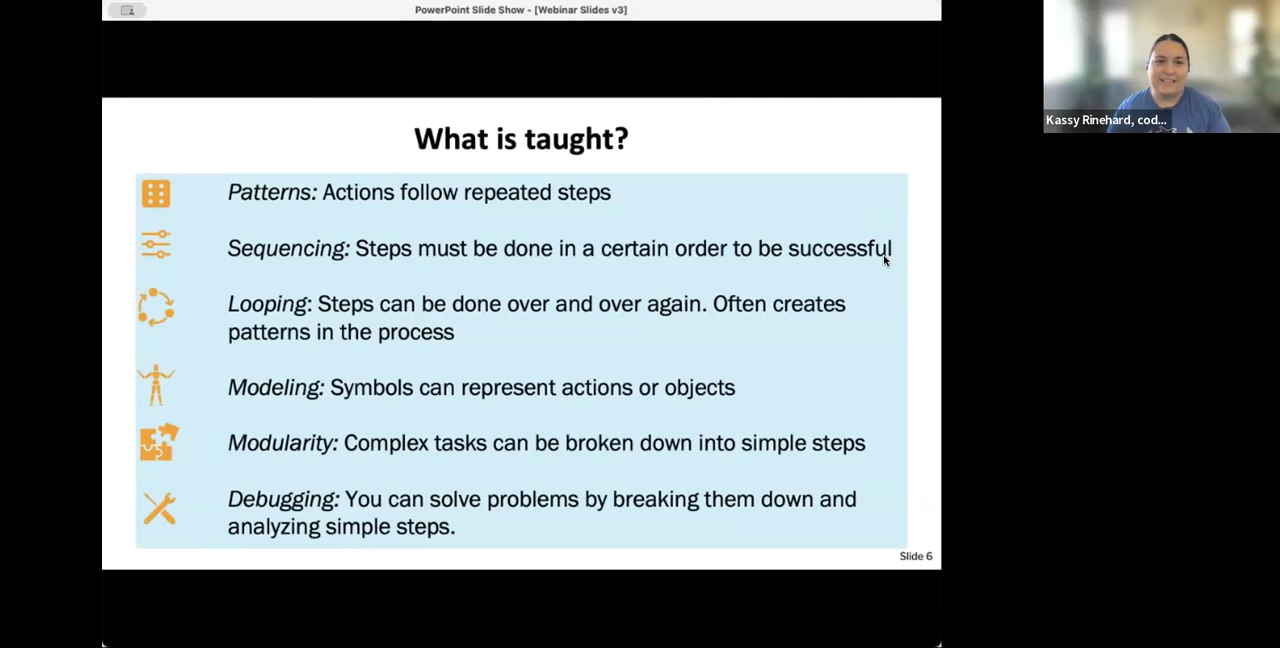 PowerPoint Slide Show - [Webinar Slides v3]
Kassy Rinehard, cod...
What is taught?
Patterns: Actions follow repeated steps
Sequencing: Steps must be done in a certain order to be successful
Looping: Steps can be done over and over again. Often creates
patterns in the process
Modeling: Symbols can represent actions or objects
Modularity: Complex tasks can be broken down into simple steps
Debugging: You can solve problems by breaking them down and
analyzing simple steps.
Slide 6